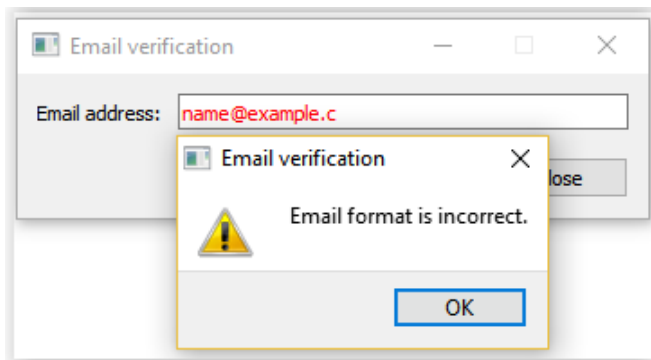 Email verification
Email address: name@example.c
Email verification
lose
Email format is incorrect.
OK